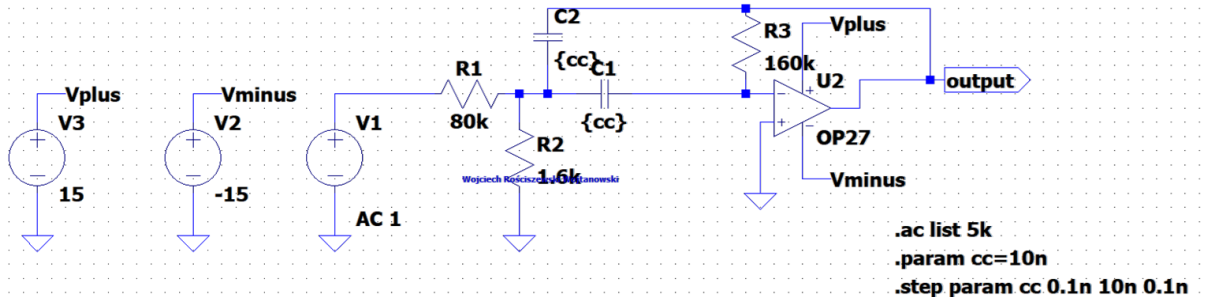 C2
R3
Vplus
{cc}
C1
160k
U2
R1
output
Vplus
Vminus
V3
V2
V1
80k
{cc}
R2
OP27
Wojciech
1.6k
15
-15
Vminus
AC 1
.ac list 5k
.param cc=10n
.step param cc 0.1n 10n 0.1n